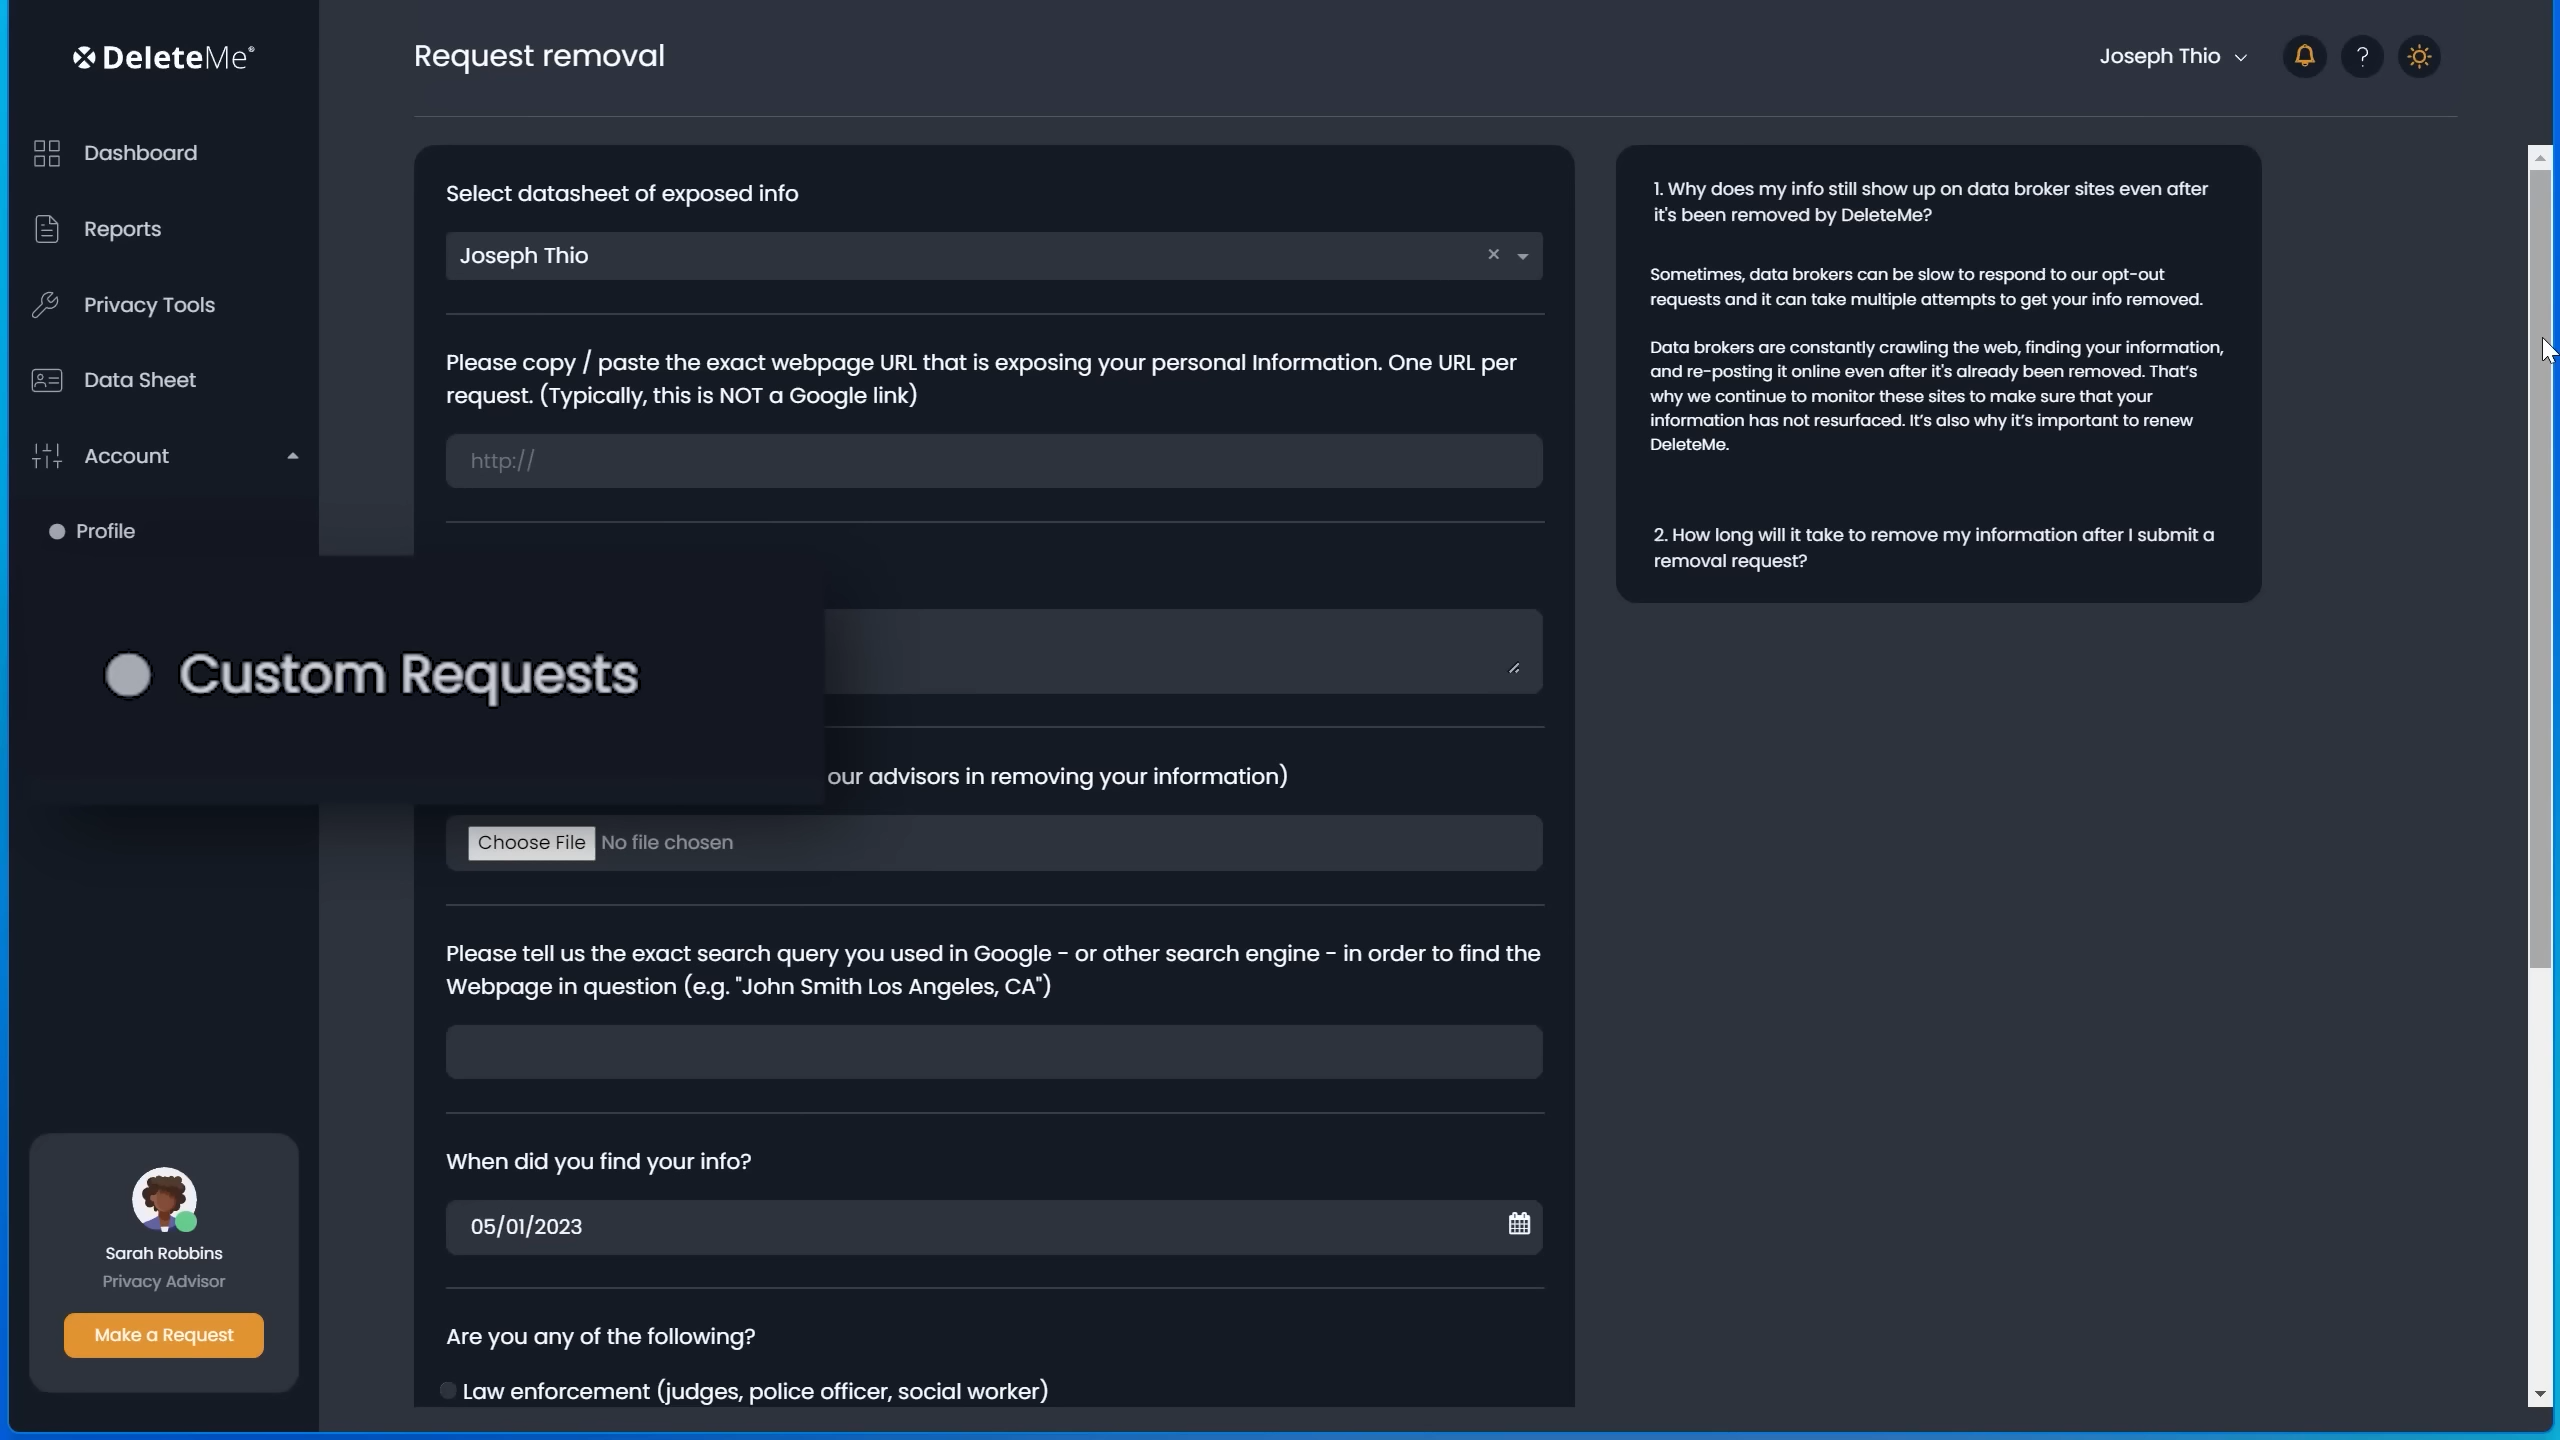 DeleteMe®
Dashboard
Reports
Privacy Tools
Data Sheet
Account
Profile
Custom Requests
Sarah Robbins
Privacy Advisor
Make a Request
Request removal
Joseph Thio
?
Select datasheet of exposed info
Joseph Thio
Please copy / paste the exact webpage URL that is exposing your personal Information. One URL per
request. (Typically, this is NOT a Google link)
http://
our advisors in removing your information)
Choose File No file chosen
Please tell us the exact search query you used in Google - or other search engine - in order to find the
Webpage in question (e.g. "John Smith Los Angeles, CA")
When did you find your info?
05/01/2023
Are you any of the following?
Law enforcement (judges, police officer, social worker)
1. Why does my info still show up on data broker sites even after
it's been removed by DeleteMe?
Sometimes, data brokers can be slow to respond to our opt-out
requests and it can take multiple attempts to get your info removed.
Data brokers are constantly crawling the web, finding your information,
and re-posting it online even after it's already been removed. That's
why we continue to monitor these sites to make sure that your
information has not resurfaced. It's also why it's important to renew
DeleteMe.
2. How long will it take to remove my information after I submit a
removal request?